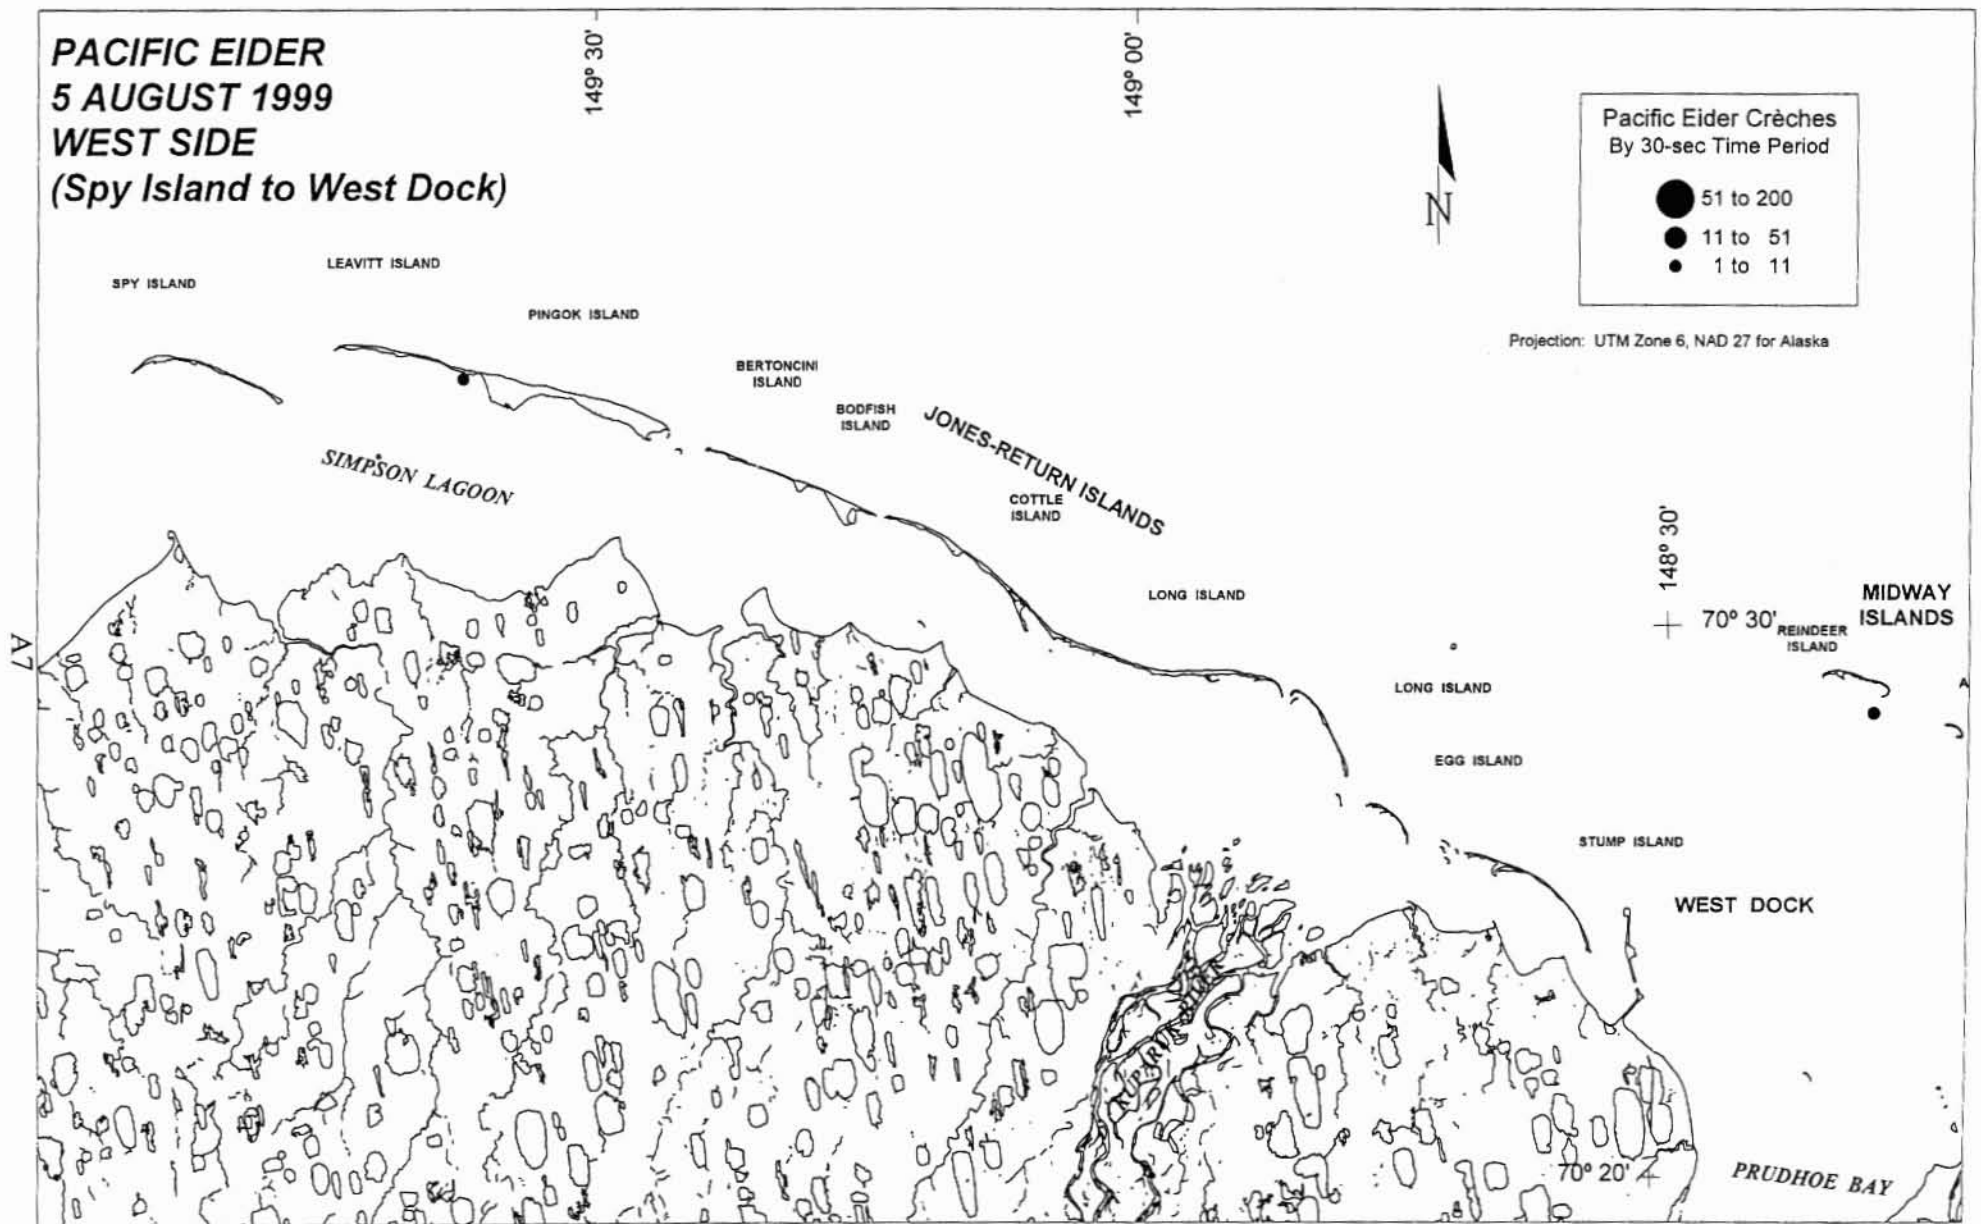 PACIFIC EIDER
5 AUGUST 1999
WEST SIDE
(Spy Island to West Dock)
149° 30'
149° 00'
N
Pacific Eider Crèches
By 30-sec Time Period
51 to 200
11 to 51
1 to 11
Projection: UTM Zone 6, NAD 27 for Alaska
SPY ISLAND
LEAVITT ISLAND
PINGOK ISLAND
BERTONCINI
ISLAND
BODFISH
ISLAND
JONES-RETURN ISLANDS
COTTLE
ISLAND
SIMPSON LAGOON
LONG ISLAND
148° 30'
70° 30'
MIDWAY
ISLANDS
REINDEER
ISLAND
A
LONG ISLAND
EGG ISLAND
STUMP ISLAND
WEST DOCK
A7
KUPARUK RIVER
70° 20'
PRUDHOE BAY